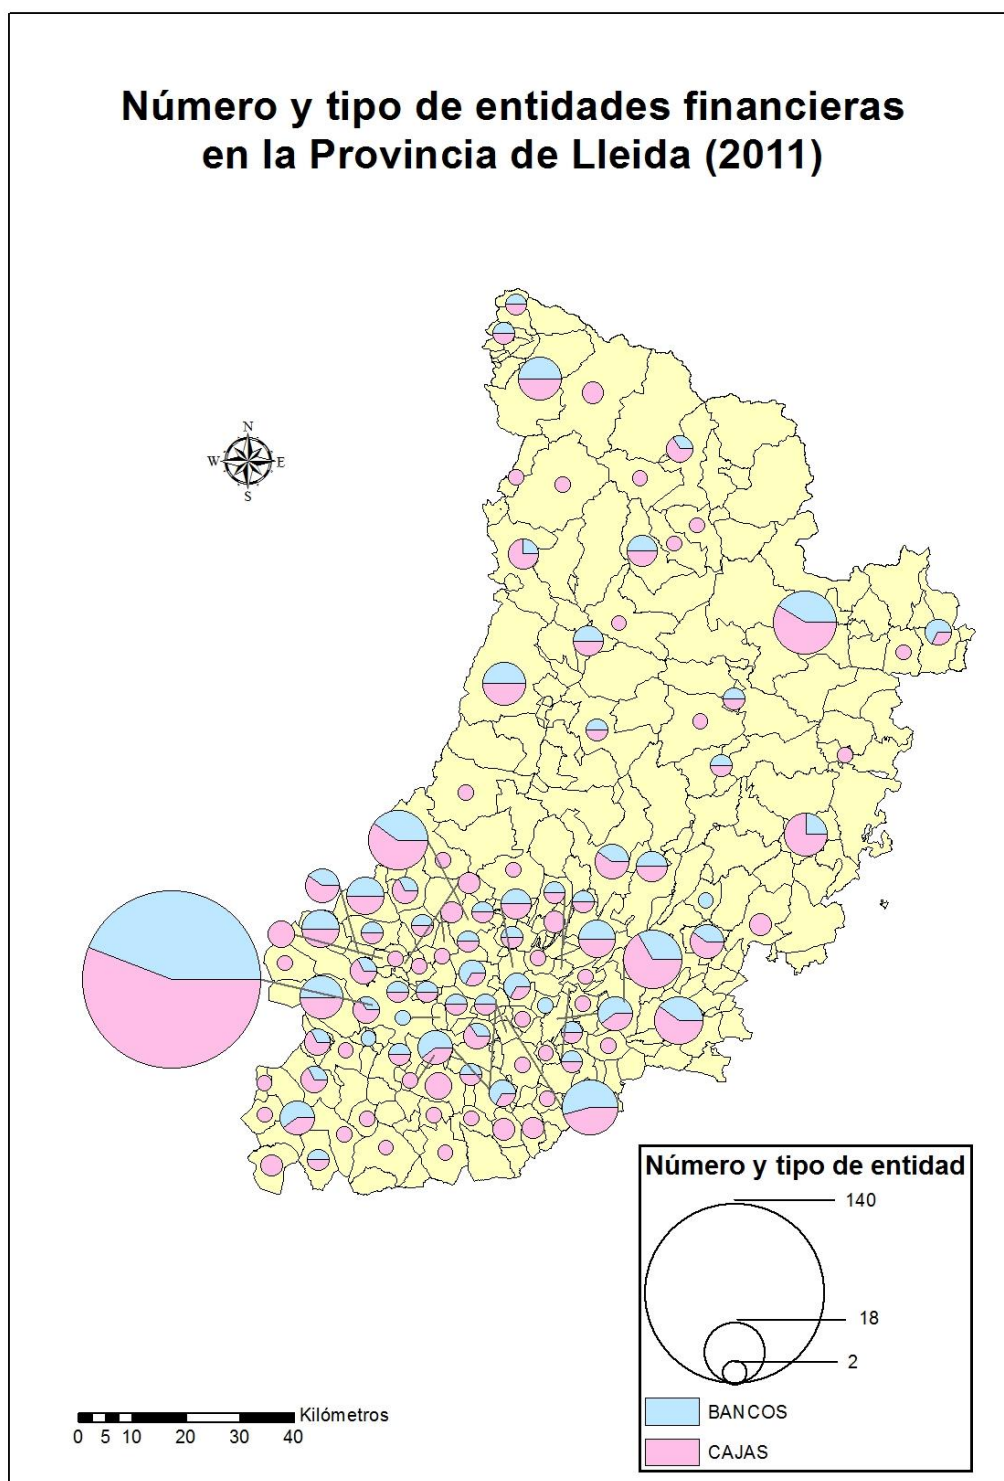 Número y tipo de entidades financieras
en la Provincia de Lleida (2011)
N
W E
S
Número y tipo de entidad
140
18
2
BANCOS
CAJAS
Kilómetros
0 5 10 20 30 40